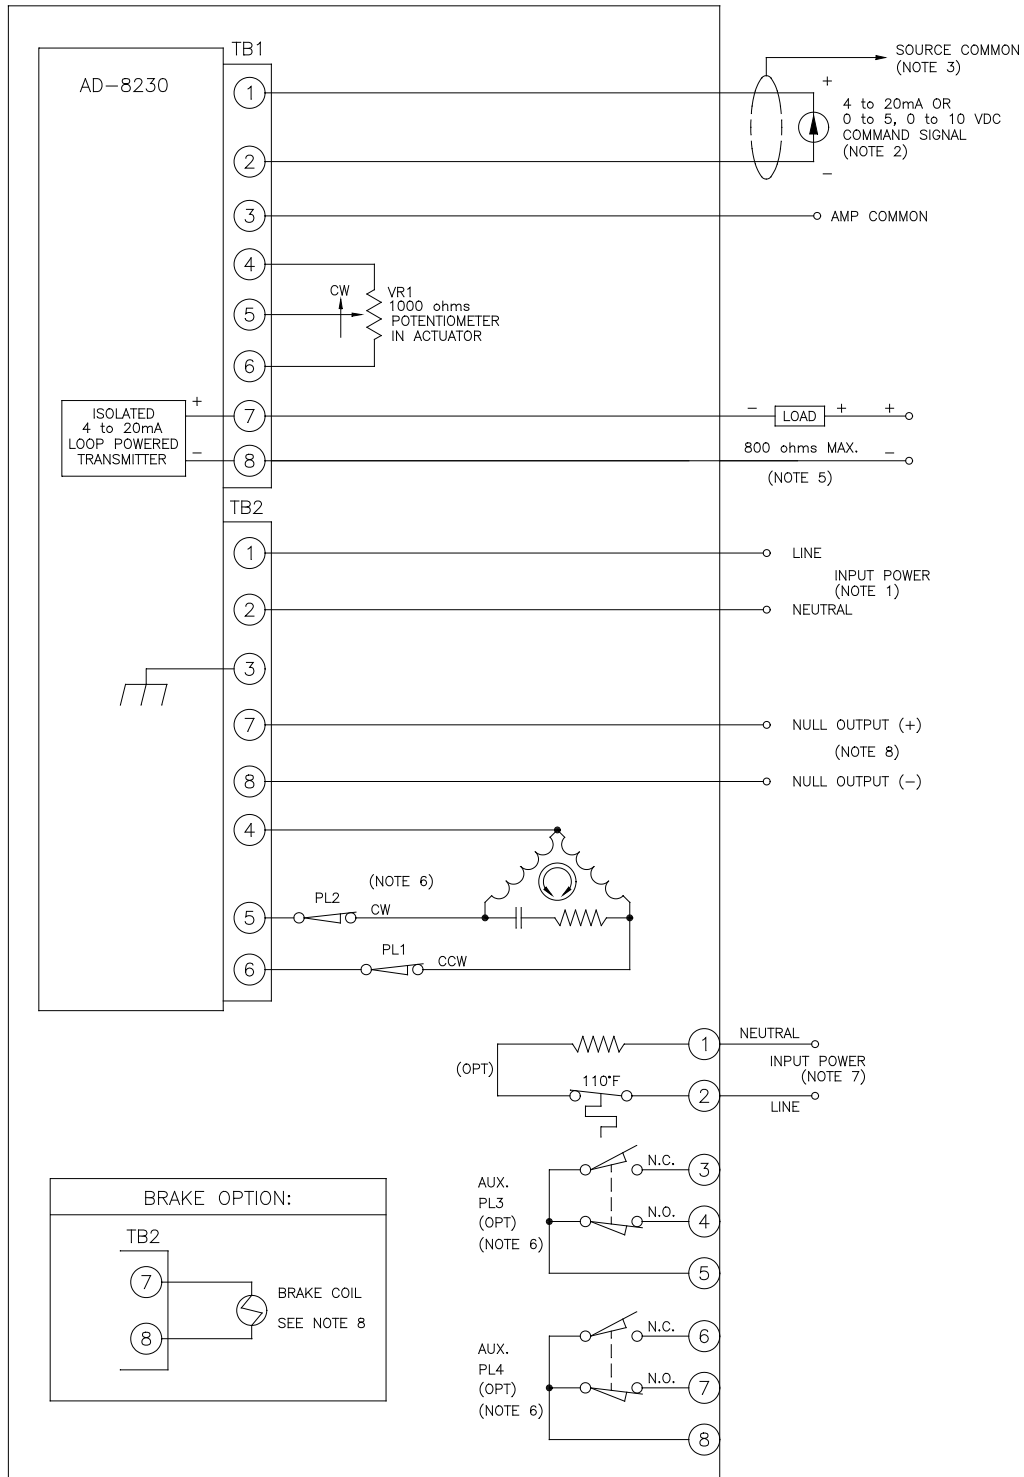 TB1
AD-8230
SOURCE COMMON
(NOTE 3)
1
+
4 to 20mA OR
0 to 5, 0 to 10 VDC
COMMAND SIGNAL
(NOTE 2)
2
–
3
AMP COMMON
4
CW
VR1
1000 ohms
POTENTIOMETER
IN ACTUATOR
5
6
ISOLATED
4 to 20mA
LOOP POWERED
TRANSMITTER
+
–
7
– LOAD + +
8
800 ohms MAX. –
(NOTE 5)
TB2
1
LINE
INPUT POWER
(NOTE 1)
2
NEUTRAL
3
7
NULL OUTPUT (+)
(NOTE 8)
8
NULL OUTPUT (–)
4
(NOTE 6)
PL2
5
CW
PL1
6
CCW
NEUTRAL
1
INPUT POWER
(NOTE 7)
(OPT)
110°F
2
LINE
N.C.
3
AUX.
PL3
(OPT)
(NOTE 6)
N.O.
4
5
BRAKE OPTION:
TB2
7
BRAKE COIL
SEE NOTE 8
8
N.C.
6
AUX.
PL4
(OPT)
(NOTE 6)
N.O.
7
8